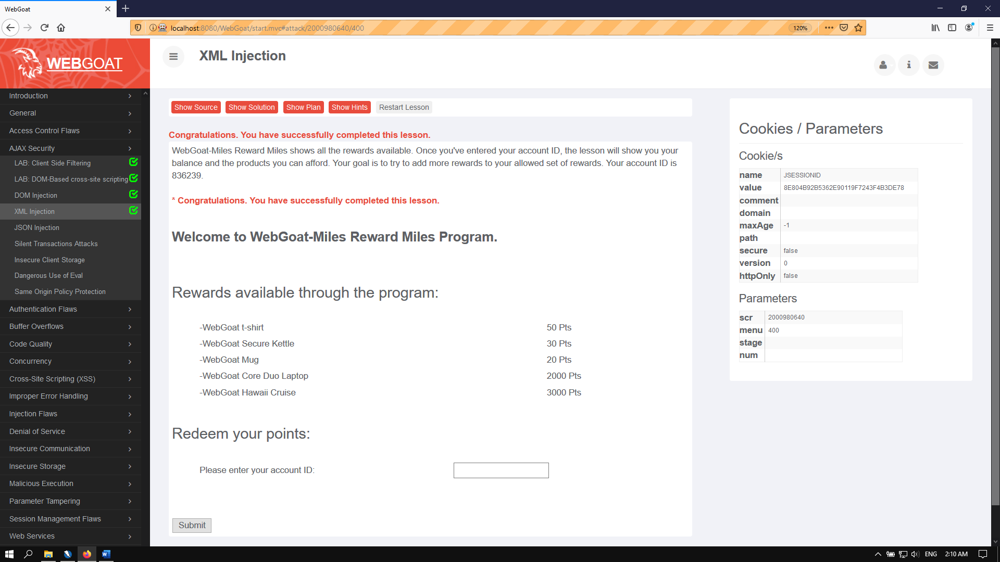 WebGoat
localhost:8080/WebGoat/start.mvc#attack/2000980640/400
120%
WEBGOAT
XML Injection
Introduction
General
Access Control Flaws
AJAX Security
LAB: Client Side Filtering
LAB: DOM-Based cross-site scripting
DOM Injection
XML Injection
JSON Injection
Silent Transactions Attacks
Insecure Client Storage
Dangerous Use of Eval
Same Origin Policy Protection
Authentication Flaws
Buffer Overflows
Code Quality
Concurrency
Cross-Site Scripting (XSS)
Improper Error Handling
Injection Flaws
Denial of Service
Insecure Communication
Insecure Storage
Malicious Execution
Parameter Tampering
Session Management Flaws
Web Services
Show Source Show Solution Show Plan Show Hints Restart Lesson
Congratulations. You have successfully completed this lesson.
WebGoat-Miles Reward Miles shows all the rewards available. Once you've entered your account ID, the lesson will show you your
balance and the products you can afford. Your goal is to try to add more rewards to your allowed set of rewards. Your account ID is
836239.
* Congratulations. You have successfully completed this lesson.
Welcome to WebGoat-Miles Reward Miles Program.
Rewards available through the program:
-WebGoat t-shirt 50 Pts
-WebGoat Secure Kettle 30 Pts
-WebGoat Mug 20 Pts
-WebGoat Core Duo Laptop 2000 Pts
-WebGoat Hawaii Cruise 3000 Pts
Redeem your points:
Please enter your account ID:
Submit
Cookies / Parameters
Cookie/s
name JSESSIONID
value 8E804B92B5362E90119F7243F4B3DE78
comment
domain
maxAge -1
path
secure false
version 0
httpOnly false
Parameters
scr 2000980640
menu 400
stage
num
ENG 2:10 AM